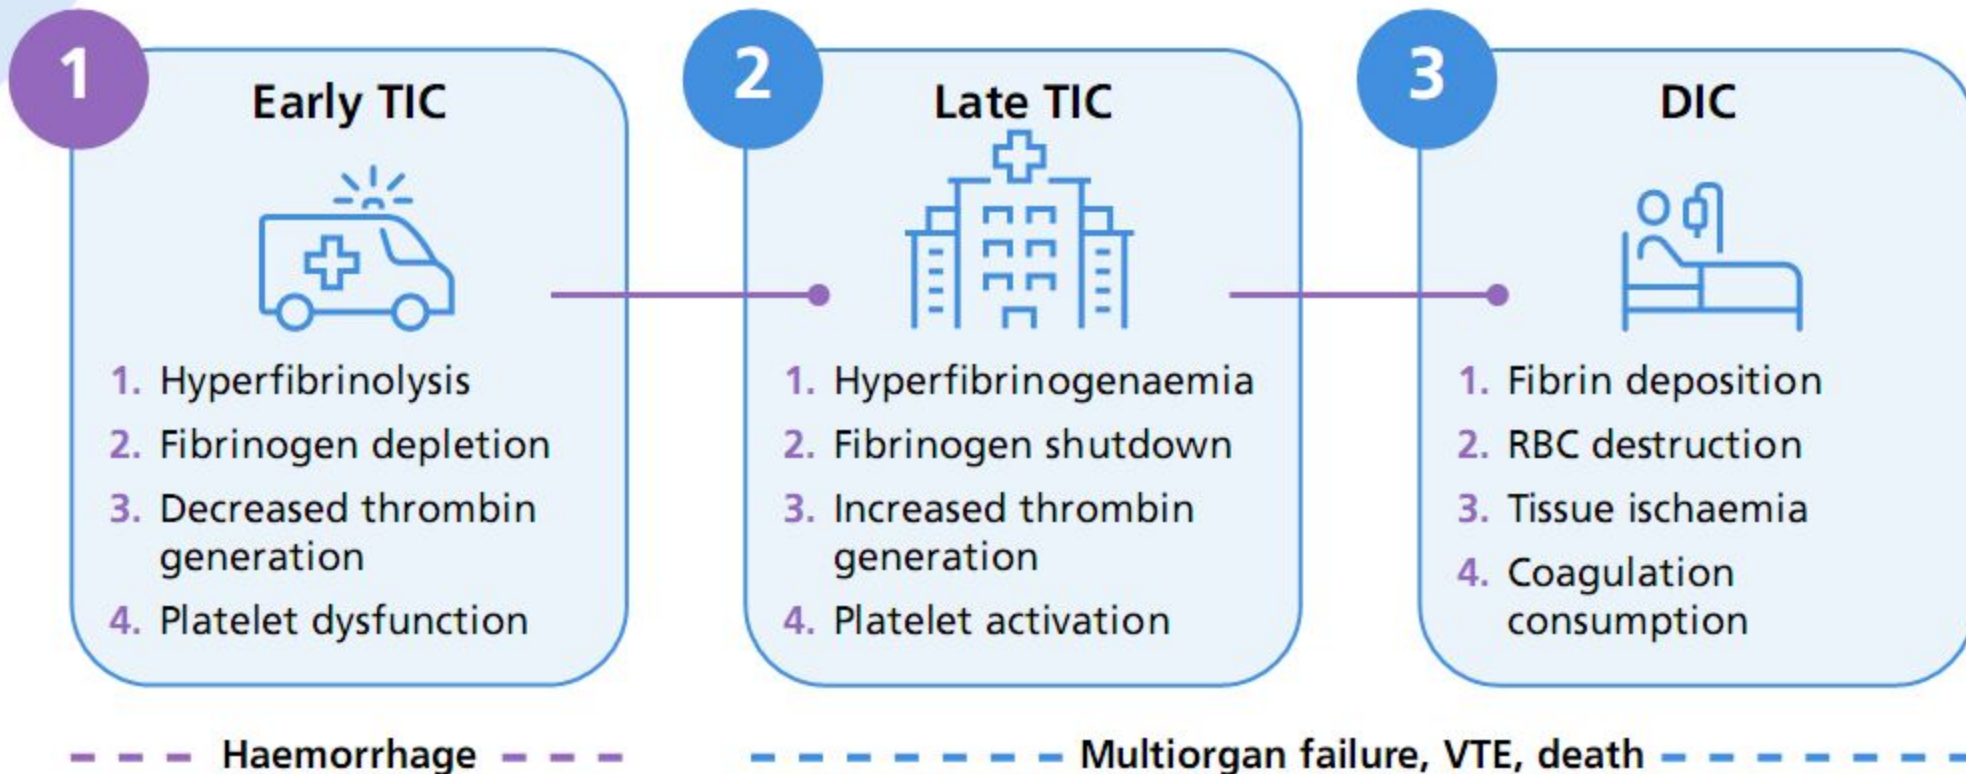 1
Early TIC
1. Hyperfibrinolysis
2. Fibrinogen depletion
3. Decreased thrombin
generation
4. Platelet dysfunction
2
Late TIC
1. Hyperfibrinogenaemia
2. Fibrinogen shutdown
3. Increased thrombin
generation
4. Platelet activation
3
DIC
1. Fibrin deposition
2. RBC destruction
3. Tissue ischaemia
4. Coagulation
consumption
Haemorrhage
Multiorgan failure, VTE, death